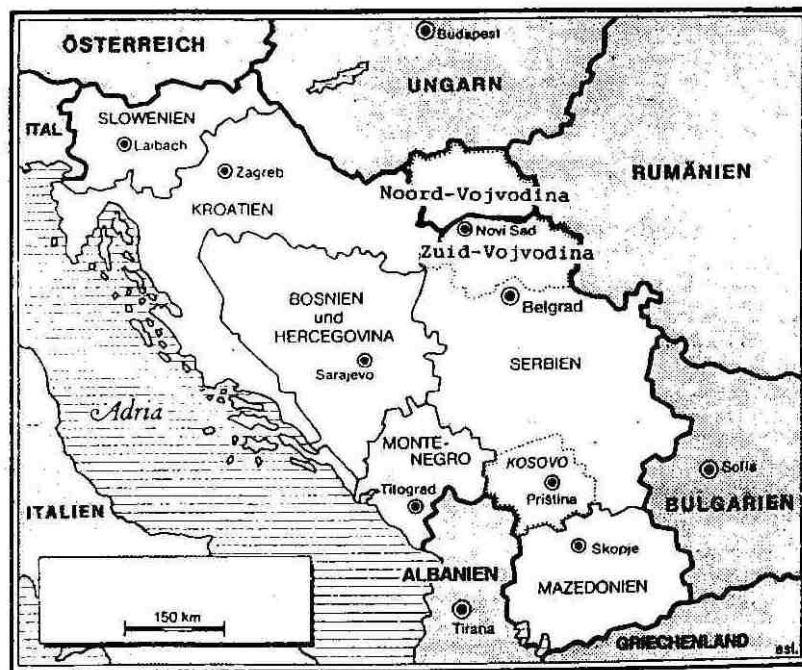 ÖSTERREICH
Budapest
UNGARN
SLOWENIEN
ITAL
Laibach
Zagreb
RUMÄNIEN
Noord-Vojvodina
KROATIEN
Novi Sad
Zuid-Vojvodina
BOSNIEN
und
HERCEGOVINA
Belgrad
Sarajevo
SERBIEN
Adria
MONTE-
NEGRO
KOSOVO
Sofia
Titograd
Priština
BULGARIEN
ITALIEN
Skopje
ALBANIEN
MAZEDONIEN
150 km
Tirana
GRIECHENLAND
est.